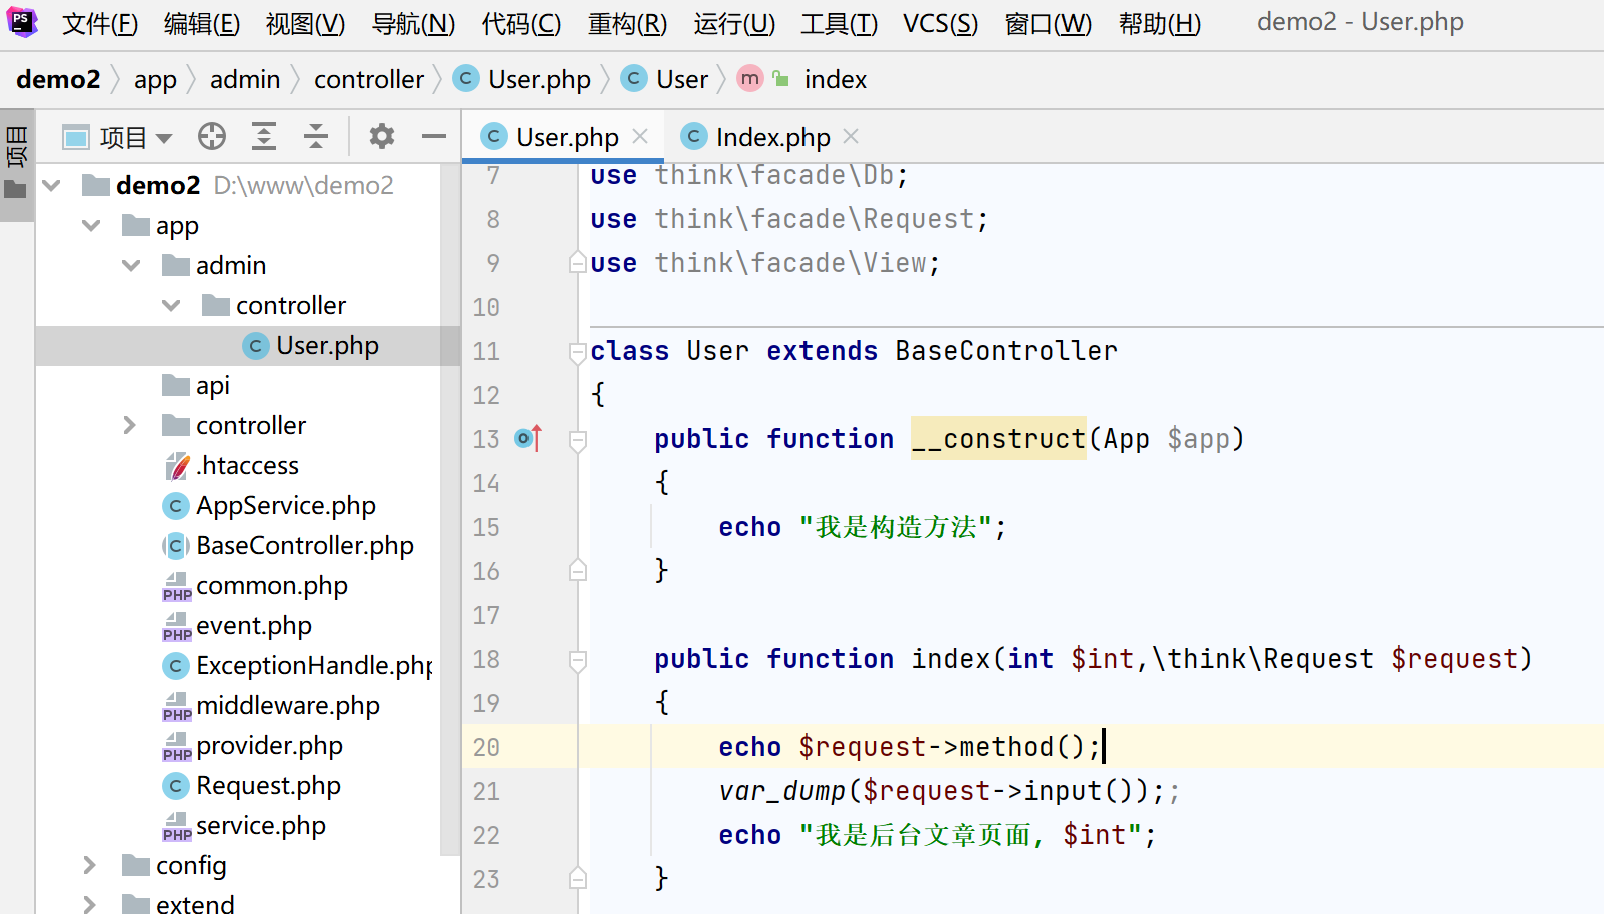 PS 文件(F) 编辑(E) 视图(V) 导航(N) 代码(C) 重构(R) 运行(U) 工具(T) VCS(S) 窗口(W) 帮助(H) demo2 - User.php
demo2 app admin controller C User.php C User m index
项目
项目
C User.php C Index.php
demo2 D:\www\demo2
app
admin
controller
C User.php
api
controller
.htaccess
C AppService.php
C BaseController.php
PHP common.php
PHP event.php
C ExceptionHandle.php
PHP middleware.php
PHP provider.php
C Request.php
PHP service.php
config
extend
7 use think\facade\Db;
8 use think\facade\Request;
9 use think\facade\View;
10
11 class User extends BaseController
12 {
13 public function __construct(App $app)
14 {
15 echo "我是构造方法";
16 }
17
18 public function index(int $int,\think\Request $request)
19 {
20 echo $request->method();
21 var_dump($request->input());;
22 echo "我是后台文章页面, $int";
23 }